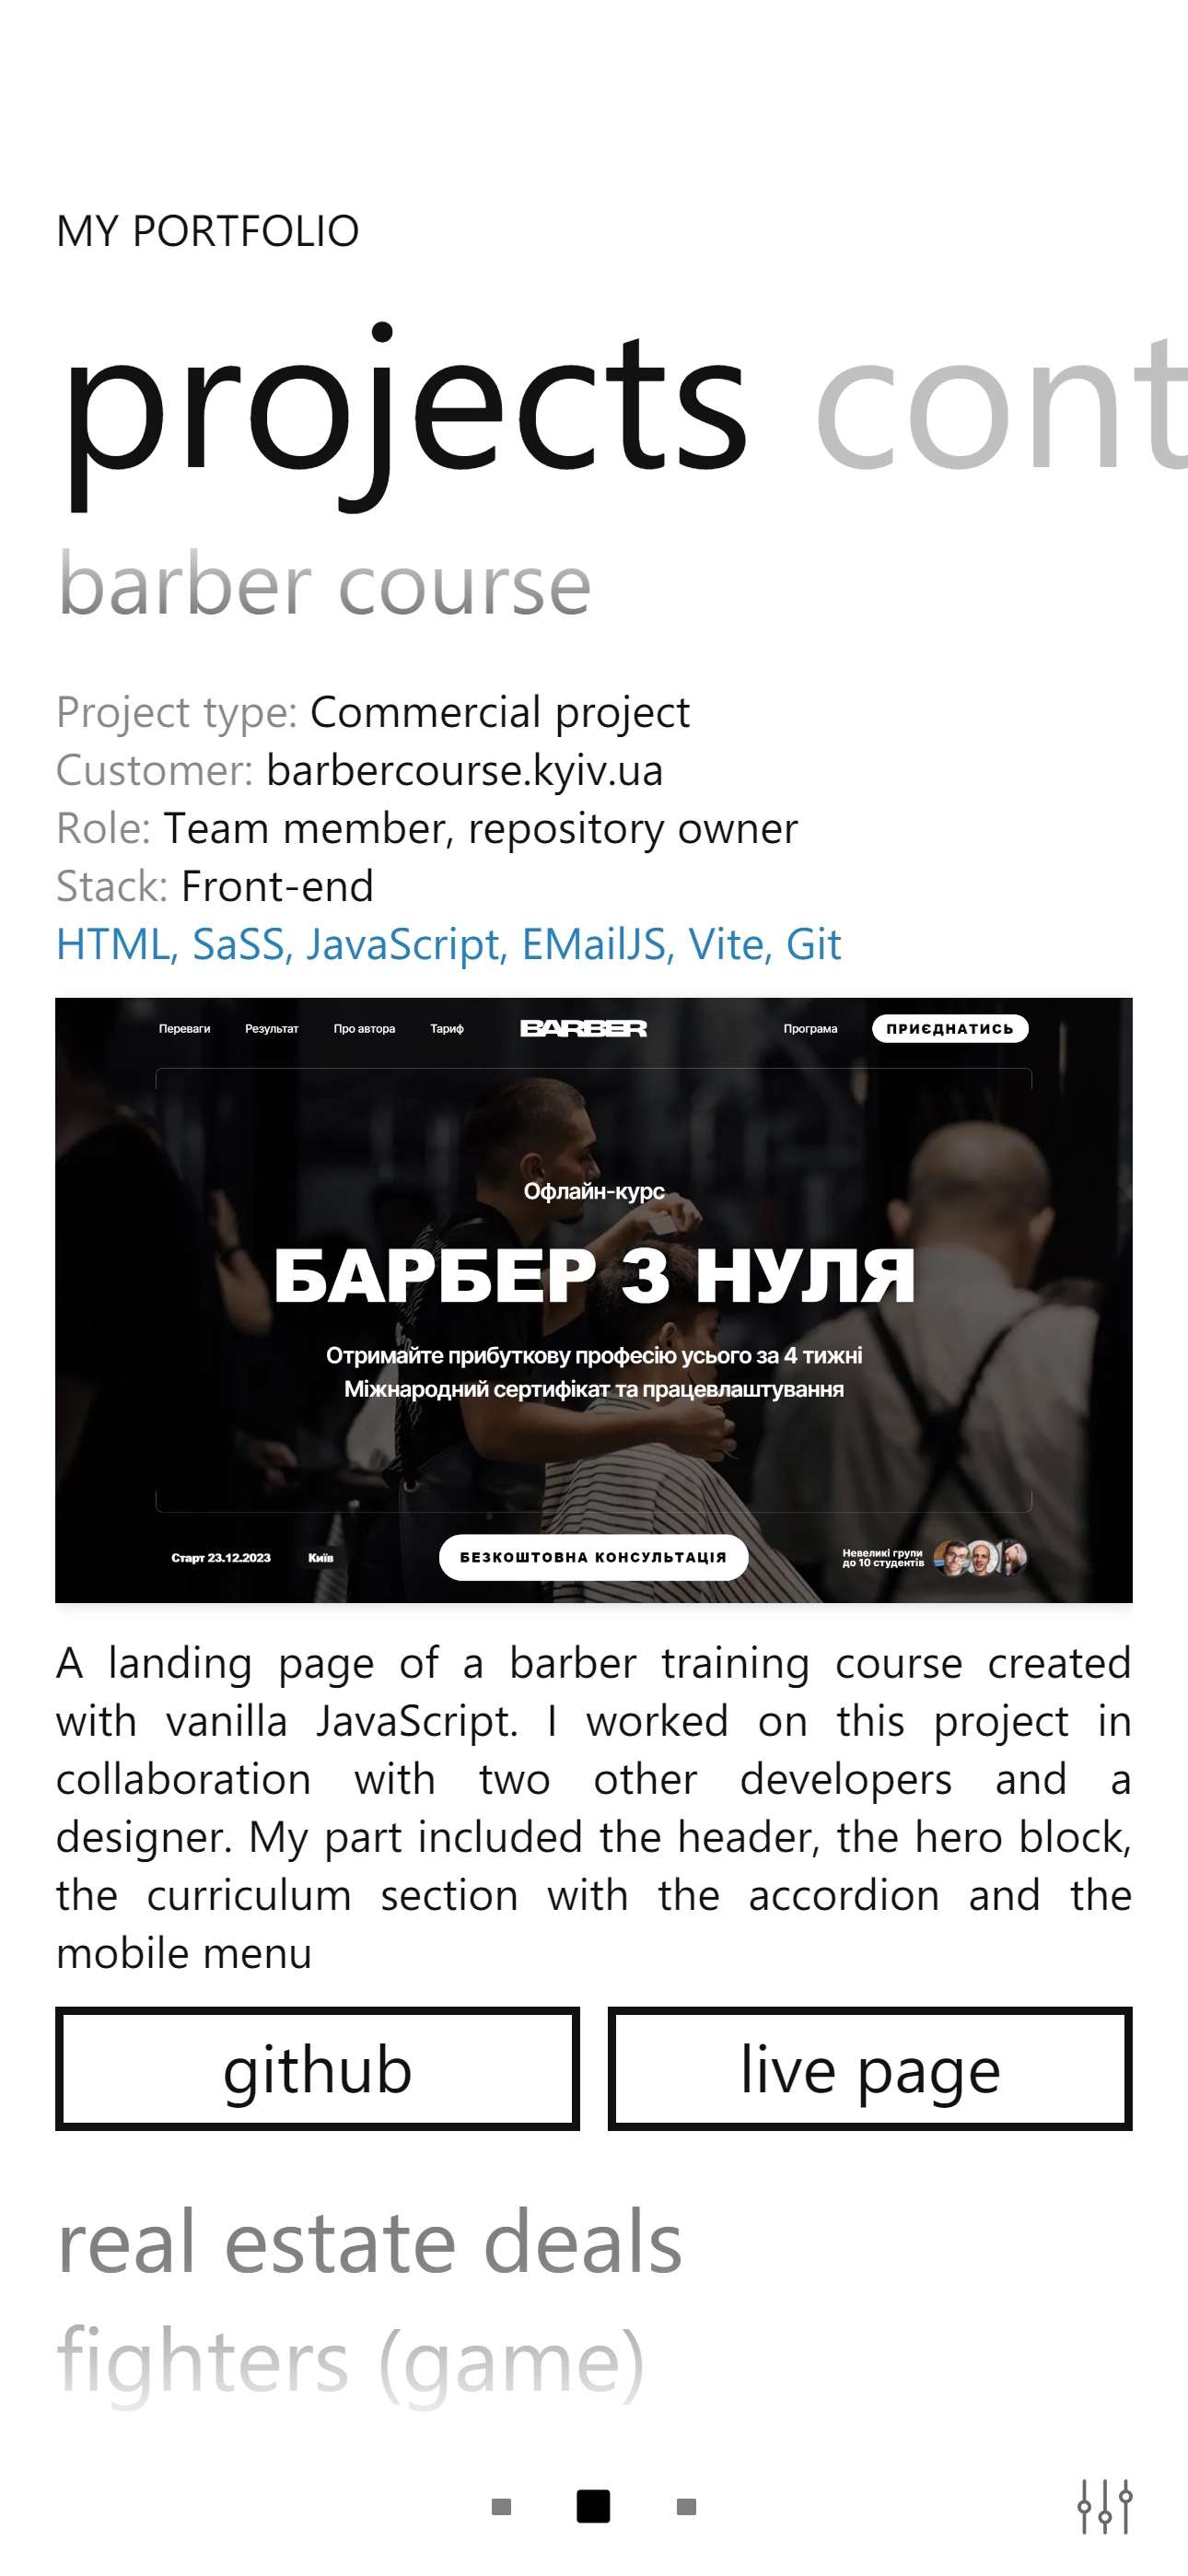 MY PORTFOLIO
projects cont
barber course
Project type: Commercial project
Customer: barbercourse.kyiv.ua
Role: Team member, repository owner
Stack: Front-end
HTML, SaSS, JavaScript, EMailJS, Vite, Git
Переваги Результат Про автора Тариф BARBER Програма ПРИЄДНАТИСЬ
Офлайн-курс
БАРБЕР З НУЛЯ
Отримайте прибуткову професію усього за 4 тижні
Міжнародний сертифікат та працевлаштування
Старт 23.12.2023 Київ БЕЗКОШТОВНА КОНСУЛЬТАЦІЯ Невеликі групи
до 10 студентів
A landing page of a barber training course created
with vanilla JavaScript. I worked on this project in
collaboration with two other developers and a
designer. My part included the header, the hero block,
the curriculum section with the accordion and the
mobile menu
github live page
real estate deals
fighters (game)